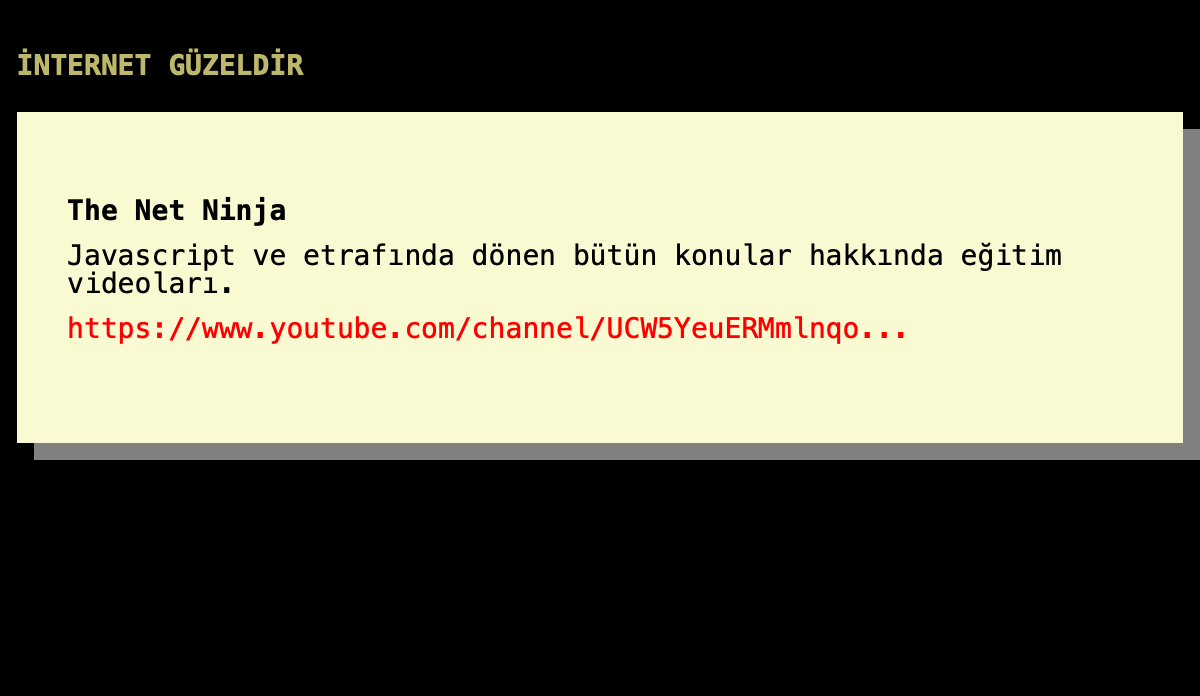 İNTERNET GÜZELDİR
The Net Ninja
Javascript ve etrafında dönen bütün konular hakkında eğitim
videoları.
https://www.youtube.com/channel/UCW5YeuERMmlnqo...